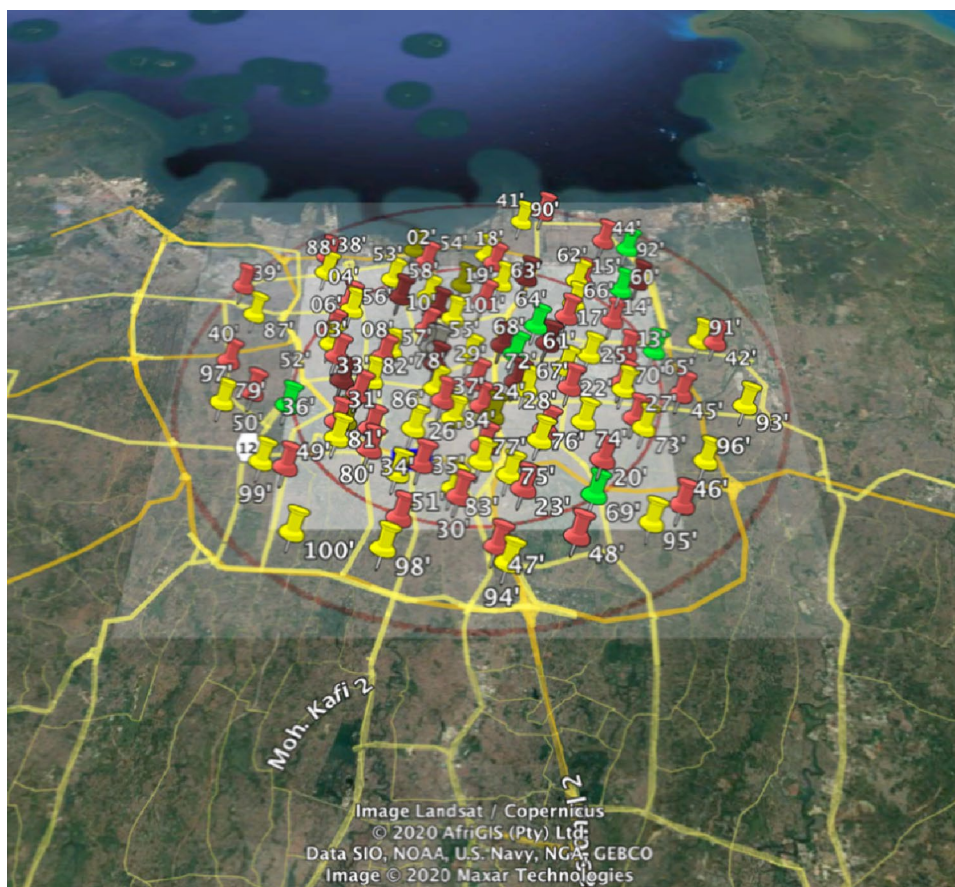 41' 90'
44'
02' 54' 18' 92'
88' 38' 53' 62'
39' 04' 58' 19' 63' 15' 60'
06' 56' 10' 101' 64' 66' 14'
87' 03' 08' 57' 55' 68' 61' 17' 13' 91'
40' 52' 33' 82' 78' 29' 72' 67' 25' 65' 42'
97' 79' 36' 31' 86' 37' 24' 28' 22' 70' 45'
50' 81' 26' 84' 76' 74' 27' 73' 93'
12 49' 80' 34' 35' 77' 75' 20' 96'
99' 51 30 83' 23' 69' 46'
100' 98' 47' 48' 95'
94'
Moh. Kafi 2
Image Landsat / Copernicus
© 2020 AfriGIS (Pty) Ltd.
Data SIO, NOAA, U.S. Navy, NGA, GEBCO
Image © 2020 Maxar Technologies